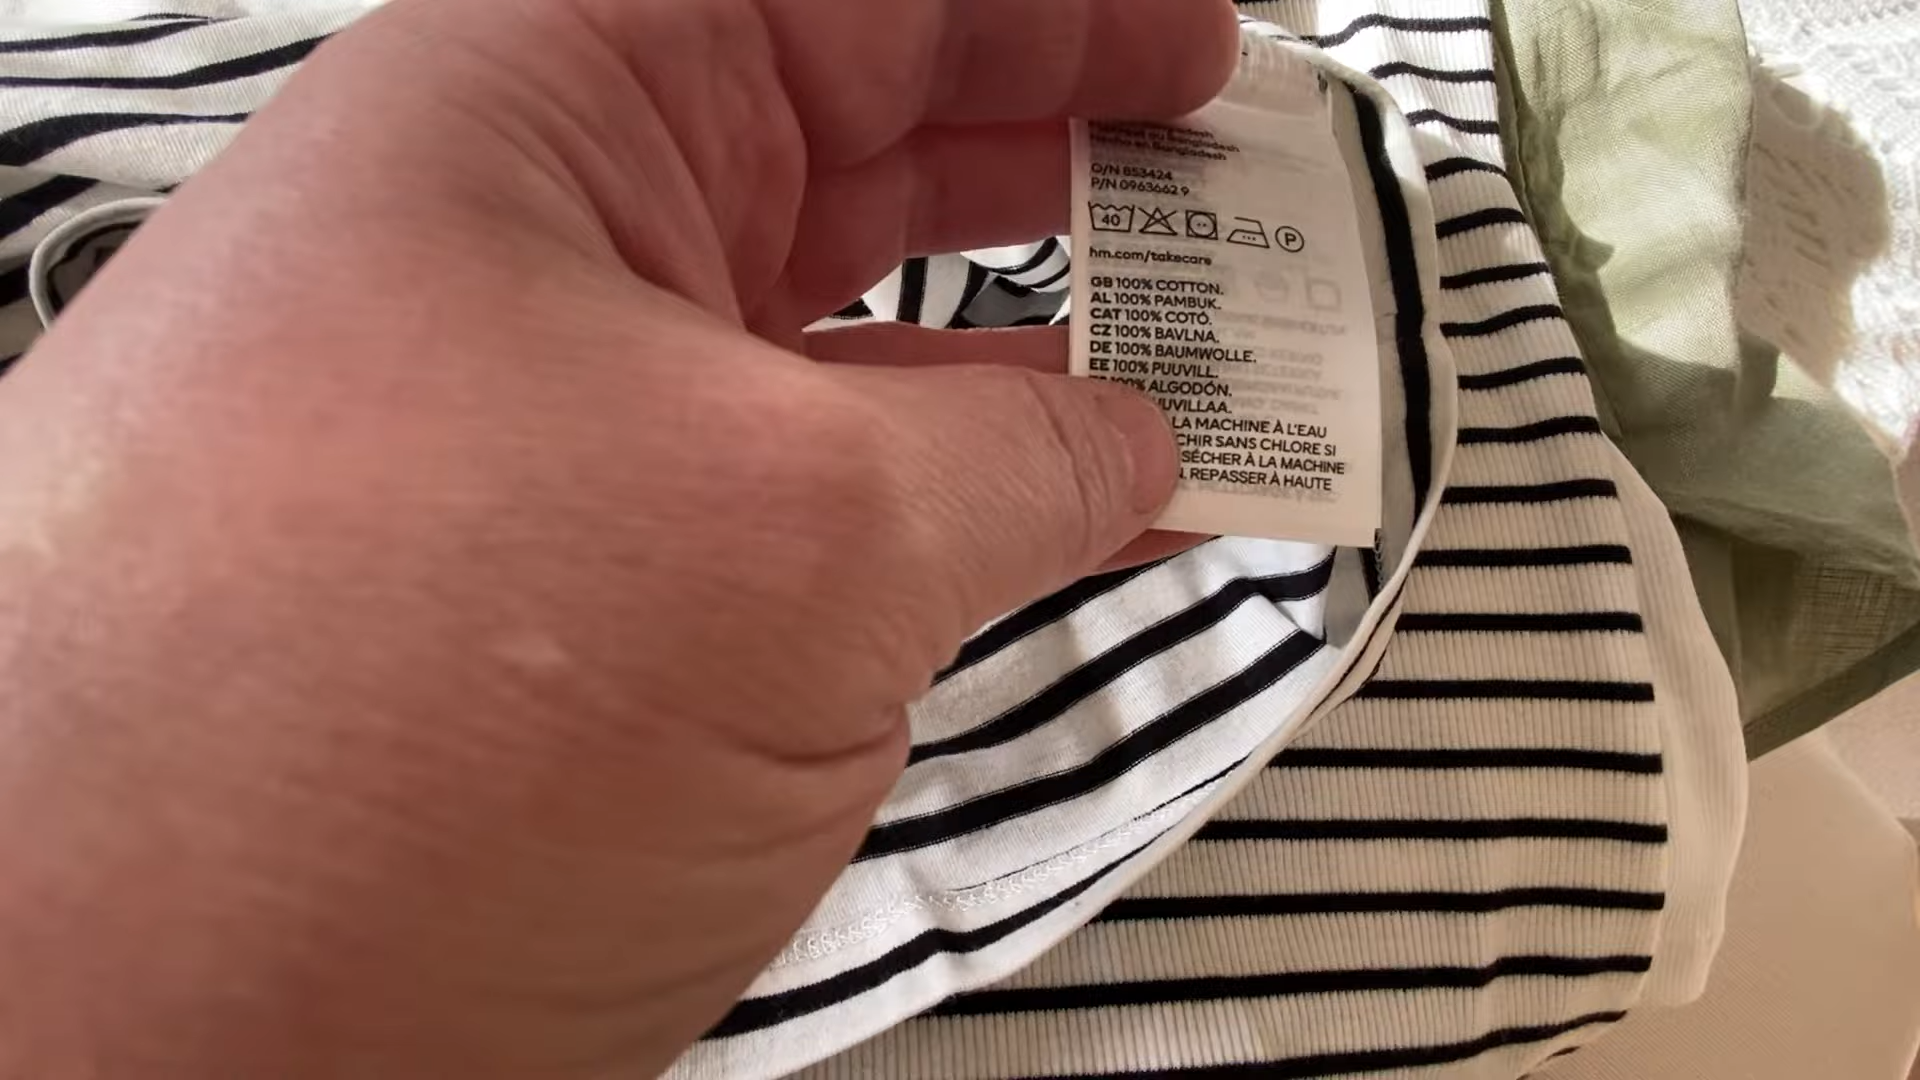 Bangladesh
O/N 853424
P/N 0963662 9
40
P
hm.com/takecare
GB 100% COTTON.
AL 100% PAMBUK.
CAT 100% COTÓ.
CZ 100% BAVLNA.
DE 100% BAUMWOLLE.
EE 100% PUUVILL.
100% ALGODÓN.
LA MACHINE À L'EAU
SANS CHLORE SI
SÉCHER À LA MACHINE
REPASSER À HAUTE